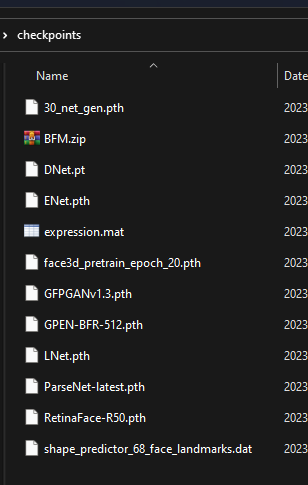 checkpoints
Name Date
30_net_gen.pth 2023
BFM.zip 2023
DNet.pt 2023
ENet.pth 2023
expression.mat 2023
face3d_pretrain_epoch_20.pth 2023
GFPGANv1.3.pth 2023
GPEN-BFR-512.pth 2023
LNet.pth 2023
ParseNet-latest.pth 2023
RetinaFace-R50.pth 2023
shape_predictor_68_face_landmarks.dat 2023